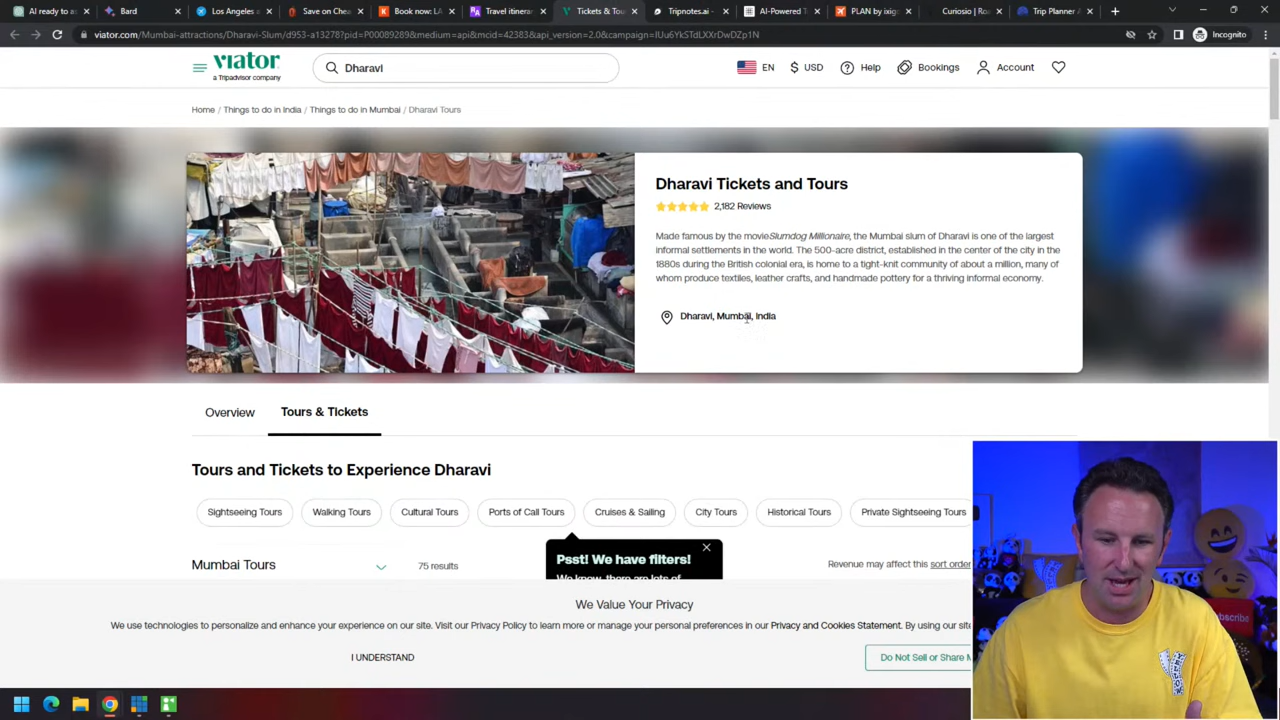 AI ready to as
Bard
Los Angeles
Save on Chea
Book now: LA
RA Travel itinerar
Tickets & Tou
Tripnotes.ai -
AI-Powered T
PLAN by ixig
Curiosio | Ro
Trip Planner
viator.com/Mumbai-attractions/Dharavi-Slum/d953-a13278?pid=P00089289&medium=api&mcid=42383&api_version=2.0&campaign=IUu6YkSTdLXXrDwDZp1N
Incognito
viator
a Tripadvisor company
Dharavi
EN
$ USD
Help
Bookings
Account
Home / Things to do in India / Things to do in Mumbai / Dharavi Tours
Dharavi Tickets and Tours
2,182 Reviews
Made famous by the movieSlumdog Millionaire, the Mumbai slum of Dharavi is one of the largest
informal settlements in the world. The 500-acre district, established in the center of the city in the
1880s during the British colonial era, is home to a tight-knit community of about a million, many of
whom produce textiles, leather crafts, and handmade pottery for a thriving informal economy.
Dharavi, Mumbai, India
Overview
Tours & Tickets
Tours and Tickets to Experience Dharavi
Sightseeing Tours
Walking Tours
Cultural Tours
Ports of Call Tours
Cruises & Sailing
City Tours
Historical Tours
Private Sightseeing Tours
Psst! We have filters!
We know, there are lots of
Mumbai Tours
75 results
Revenue may affect this sort order
We Value Your Privacy
We use technologies to personalize and enhance your experience on our site. Visit our Privacy Policy to learn more or manage your personal preferences in our Privacy and Cookies Statement. By using our site
I UNDERSTAND
Do Not Sell or Share M
bscribs